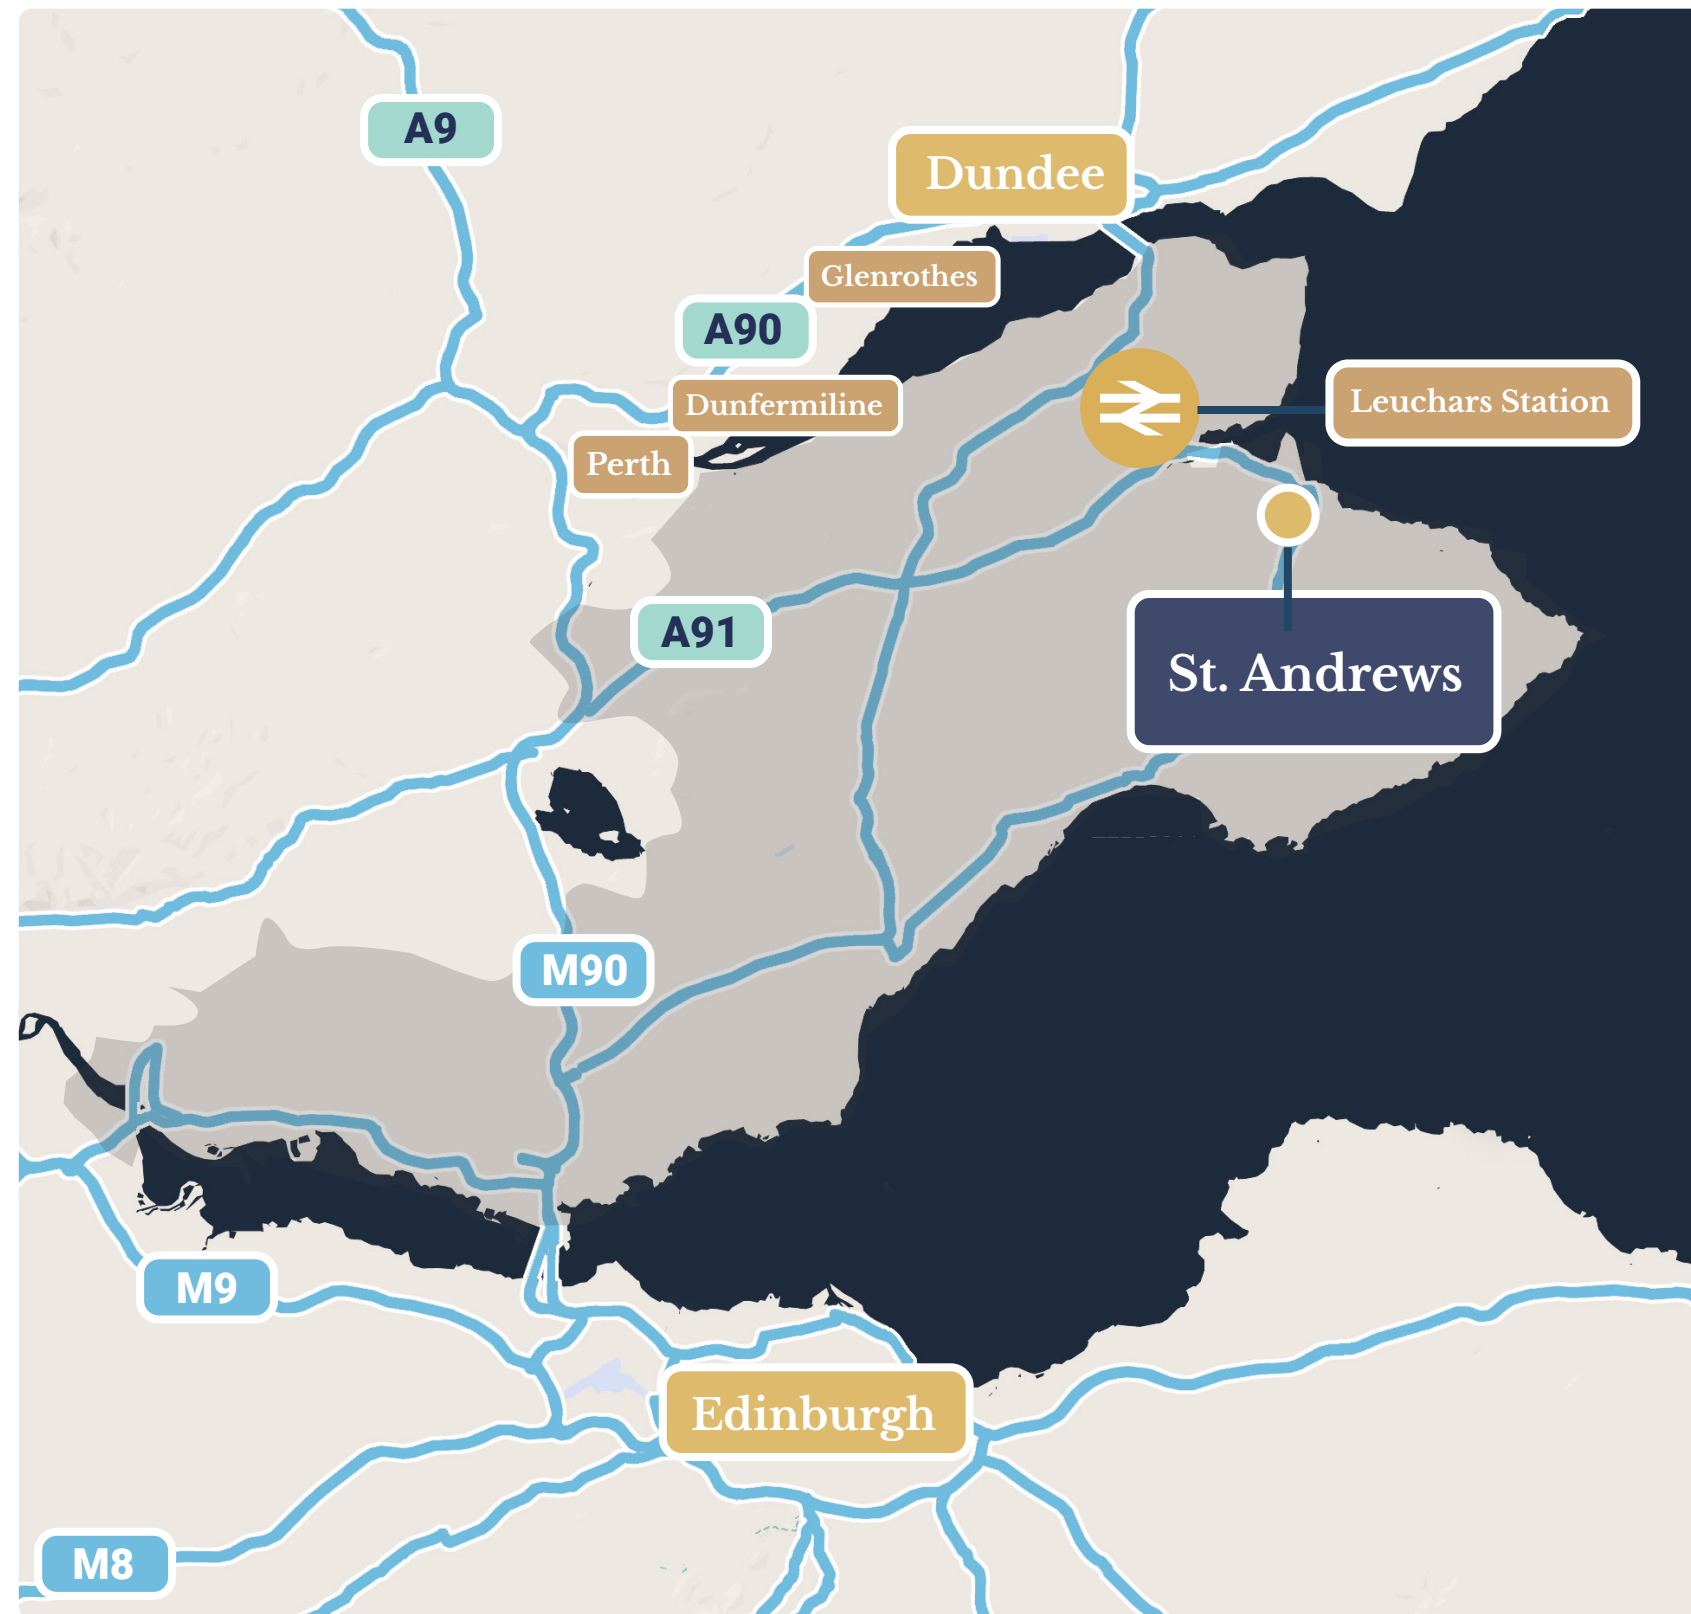 A9
Dundee
Glenrothes
A90
Dunfermiline
Leuchars Station
Perth
A91
St. Andrews
M90
M9
Edinburgh
M8